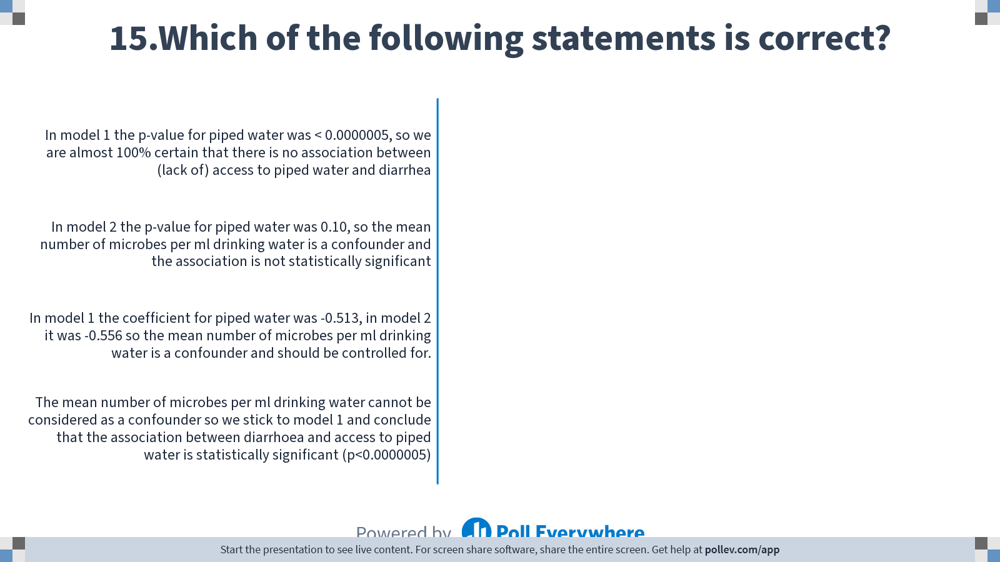 15.Which of the following statements is correct?
In model 1 the p-value for piped water was < 0.0000005, so we
are almost 100% certain that there is no association between
(lack of) access to piped water and diarrhea
In model 2 the p-value for piped water was 0.10, so the mean
number of microbes per ml drinking water is a confounder and
the association is not statistically significant
In model 1 the coefficient for piped water was -0.513, in model 2
it was -0.556 so the mean number of microbes per ml drinking
water is a confounder and should be controlled for.
The mean number of microbes per ml drinking water cannot be
considered as a confounder so we stick to model 1 and conclude
that the association between diarrhoea and access to piped
water is statistically significant (p<0.0000005)
Powered by Poll Everywhere
Start the presentation to see live content. For screen share software, share the entire screen. Get help at pollev.com/app